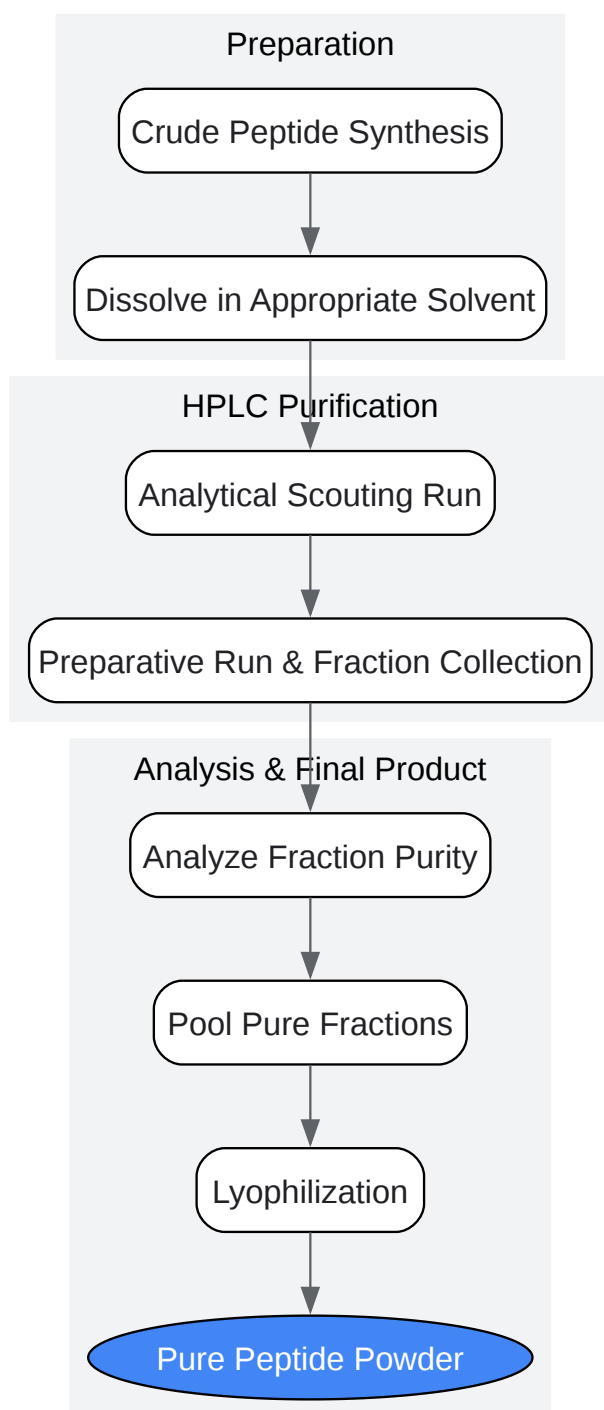 Preparation
Crude Peptide Synthesis
Dissolve in Appropriate Solvent
HPLC Purification
Analytical Scouting Run
Preparative Run & Fraction Collection
Analysis & Final Product
Analyze Fraction Purity
Pool Pure Fractions
Lyophilization
Pure Peptide Powder